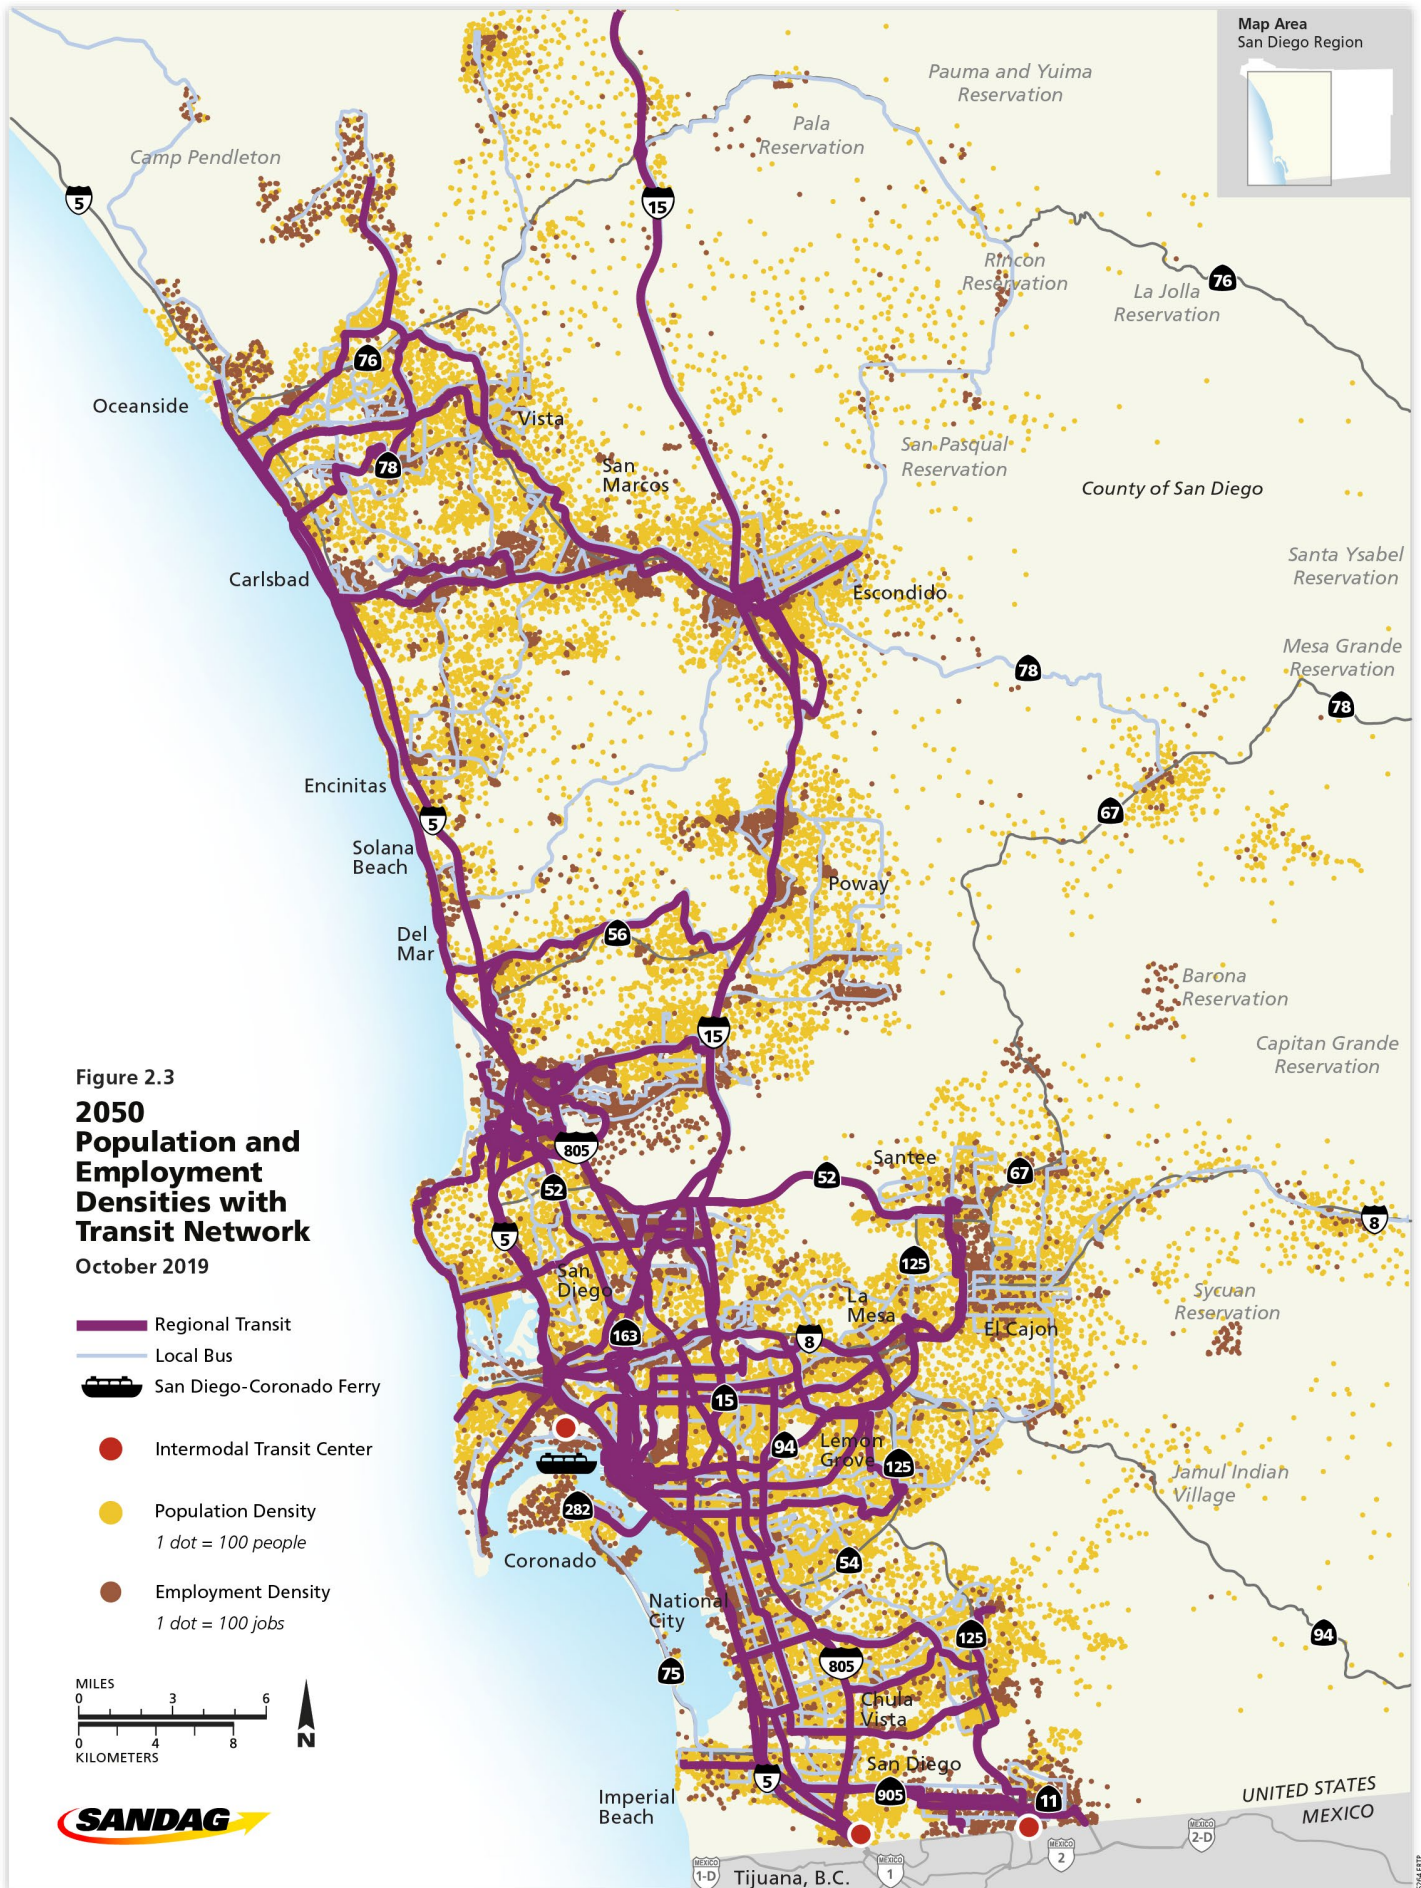 Map Area
San Diego Region
Pauma and Yuima
Reservation
Pala
Reservation
Camp Pendleton
5
15
Rincon
Reservation
76
La Jolla
Reservation
76
Oceanside
Vista
San Pasqual
Reservation
78
San
Marcos
County of San Diego
Santa Ysabel
Reservation
Carlsbad
Escondido
Mesa Grande
Reservation
78
78
Encinitas
67
5
Solana
Beach
Poway
56
Del
Mar
Barona
Reservation
15
Capitan Grande
Reservation
Figure 2.3
2050
Population and
Employment
Densities with
Transit Network
October 2019
805
Santee
52
67
52
5
8
125
San
Diego
La
Mesa
Sycuan
Reservation
El Cajon
163
8
Regional Transit
Local Bus
San Diego-Coronado Ferry
15
94
Lemon
Grove
125
Intermodal Transit Center
Jamul Indian
Village
282
Population Density
1 dot = 100 people
Coronado
54
Employment Density
1 dot = 100 jobs
National
City
125
94
805
75
Chula
Vista
MILES
0 3 6
0 4 8
KILOMETERS
N
San Diego
5
905
11
Imperial
Beach
UNITED STATES
MEXICO
SANDAG
MEXICO
2-D
MEXICO
2
MEXICO
1-D
Tijuana, B.C.
MEXICO
1